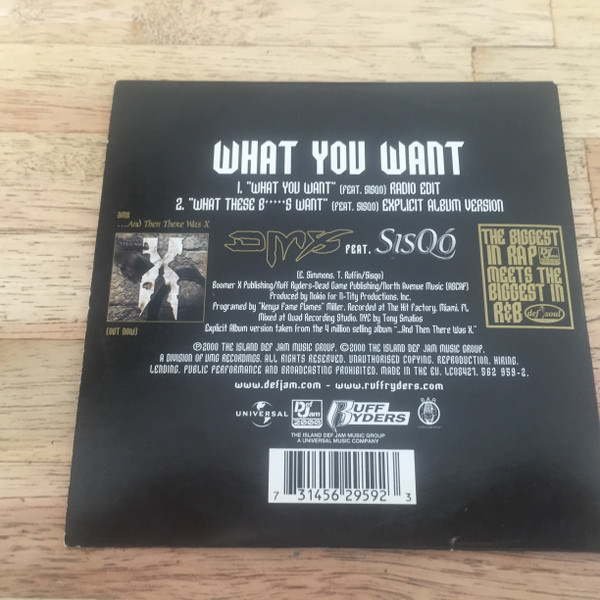 WHAT YOU WANT
1. "WHAT YOU WANT" (FEAT. SISQO) RADIO EDIT
2. "WHAT THESE B*****S WANT" (FEAT. SISQO) EXPLICIT ALBUM VERSION
DMX
...And Then There Was X
(OUT NOW)
DMX FEAT. SISQÓ
THE BIGGEST
IN RAP
Def Jam
MEETS THE
BIGGEST IN
R&B
def soul
(E. Simmons. T. Ruffin/Sisqo)
Boomer X Publishing/Ruff Ryders-Dead Game Publishing/North Avenue Music (ASCAP)
Produced by Nokio for D-Tity Productions, Inc.
Programed by "Kenya Fame Flames" Miller. Recorded at The Hit Factory, Miami, FL
Mixed at Quad Recording Studio, NYC by Tony Smalios
Explicit Album version taken from the 4 million selling album "...And Then There Was X."
℗2000 THE ISLAND DEF JAM MUSIC GROUP. ©2000 THE ISLAND DEF JAM MUSIC GROUP.
A DIVISION OF UMG RECORDINGS. ALL RIGHTS RESERVED. UNAUTHORISED COPYING, REPRODUCTION, HIRING,
LENDING, PUBLIC PERFORMANCE AND BROADCASTING PROHIBITED. MADE IN THE EU. LC08427. 562 959-2.
www.defjam.com - www.ruffryders.com
UNIVERSAL
Def Jam
2000
RUFF
RYDERS
THE ISLAND DEF JAM MUSIC GROUP
A UNIVERSAL MUSIC COMPANY
7 31456 29592 3